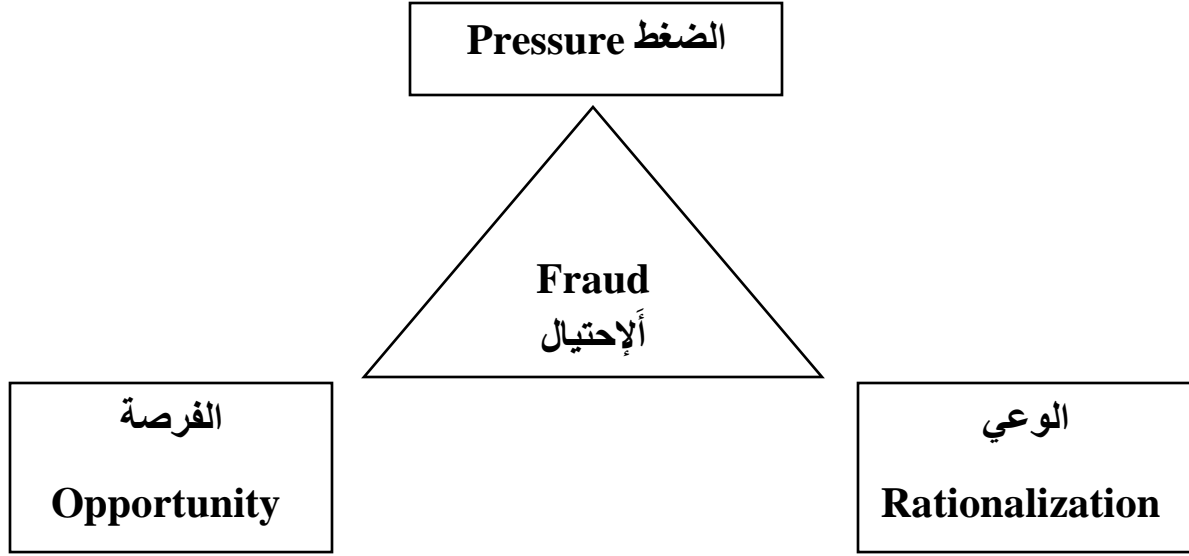 الضغط Pressure
Fraud
أَلإحتيال
الفرصة
Opportunity
الوعي
Rationalization